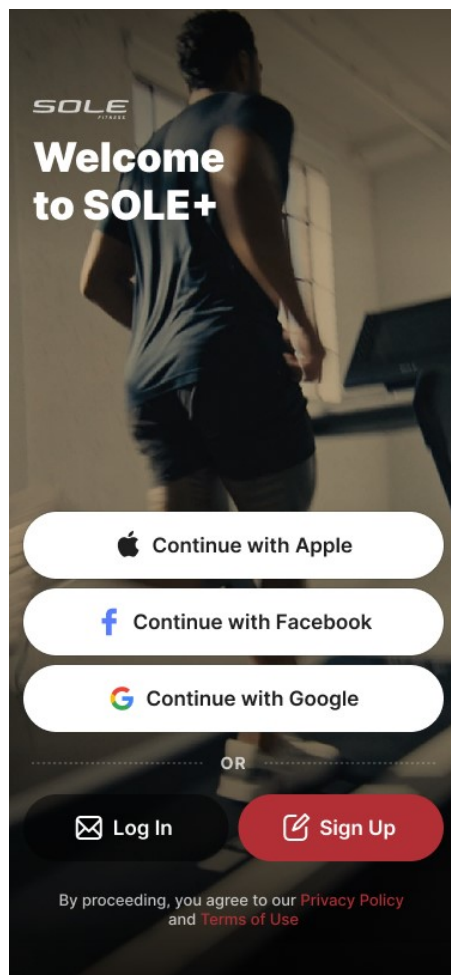 SOLE
FITNESS
Welcome
to SOLE+
Continue with Apple
Continue with Facebook
Continue with Google
OR
Log In
Sign Up
By proceeding, you agree to our Privacy Policy
and Terms of Use